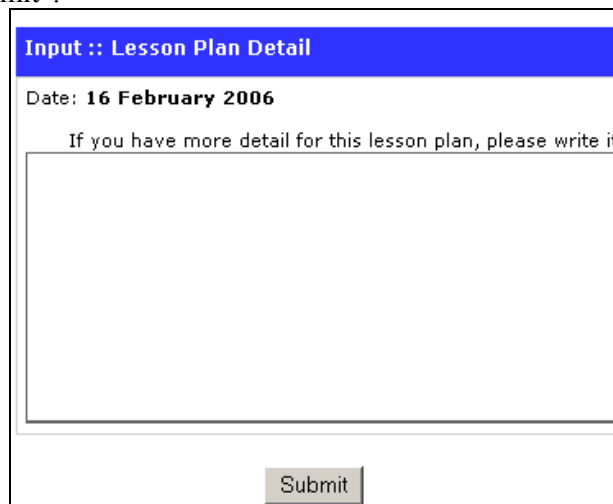 Input :: Lesson Plan Detail
Date: 16 February 2006
If you have more detail for this lesson plan, please write
Submit